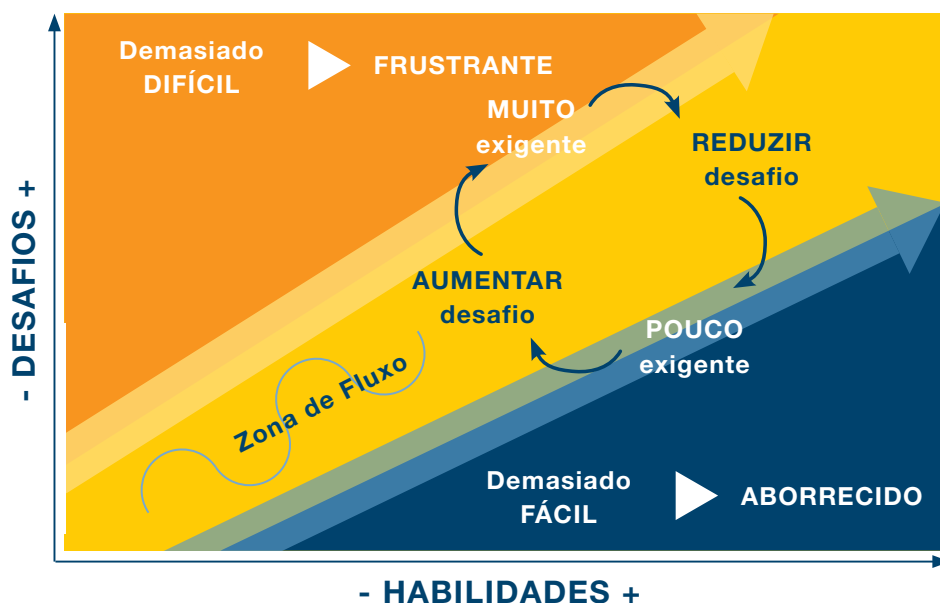 Demasiado
DIFÍCIL
FRUSTRANTE
MUITO
exigente
REDUZIR
desafio
AUMENTAR
desafio
POUCO
exigente
Zona de Fluxo
Demasiado
FÁCIL
ABORRECIDO
- DESAFIOS +
- HABILIDADES +